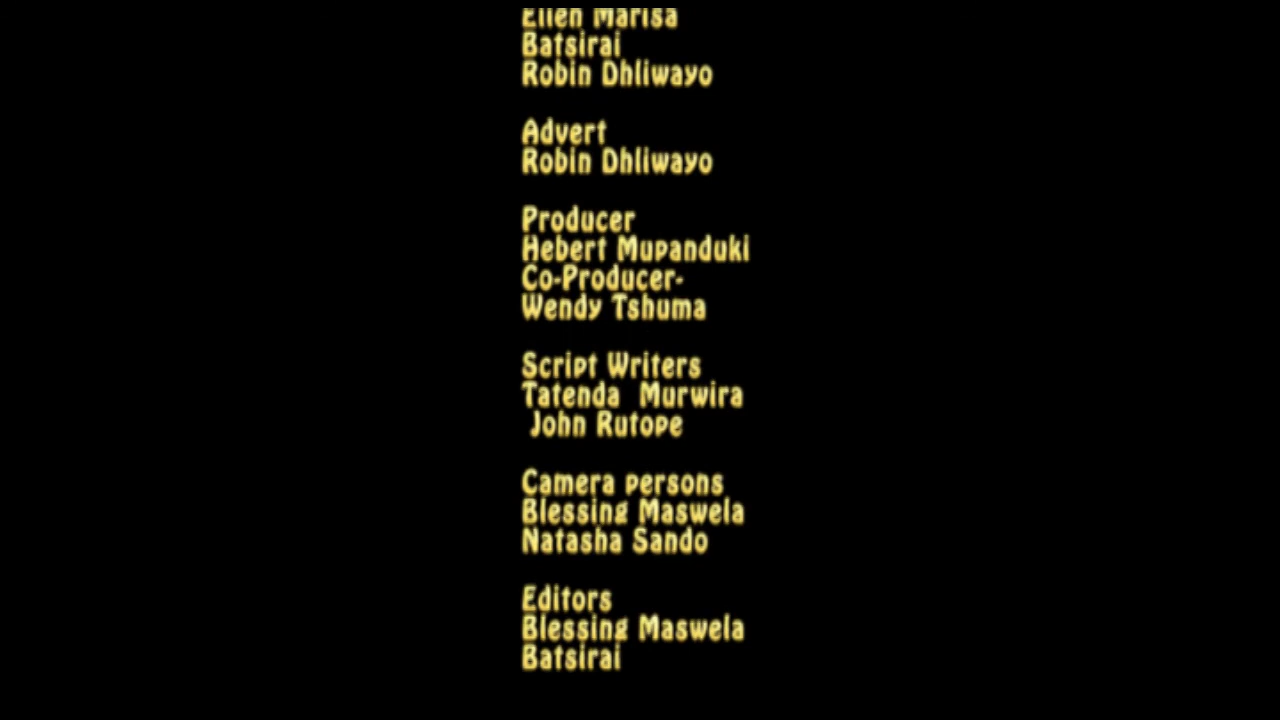 Ellen Marisa
Batsirai
Robin Dhliwayo
Advert
Robin Dhliwayo
Producer
Hebert Mupanduki
Co-Producer-
Wendy Tshuma
Script Writers
Tatenda Murwira
John Rutope
Camera persons
Blessing Maswela
Natasha Sando
Editors
Blessing Maswela
Batsirai